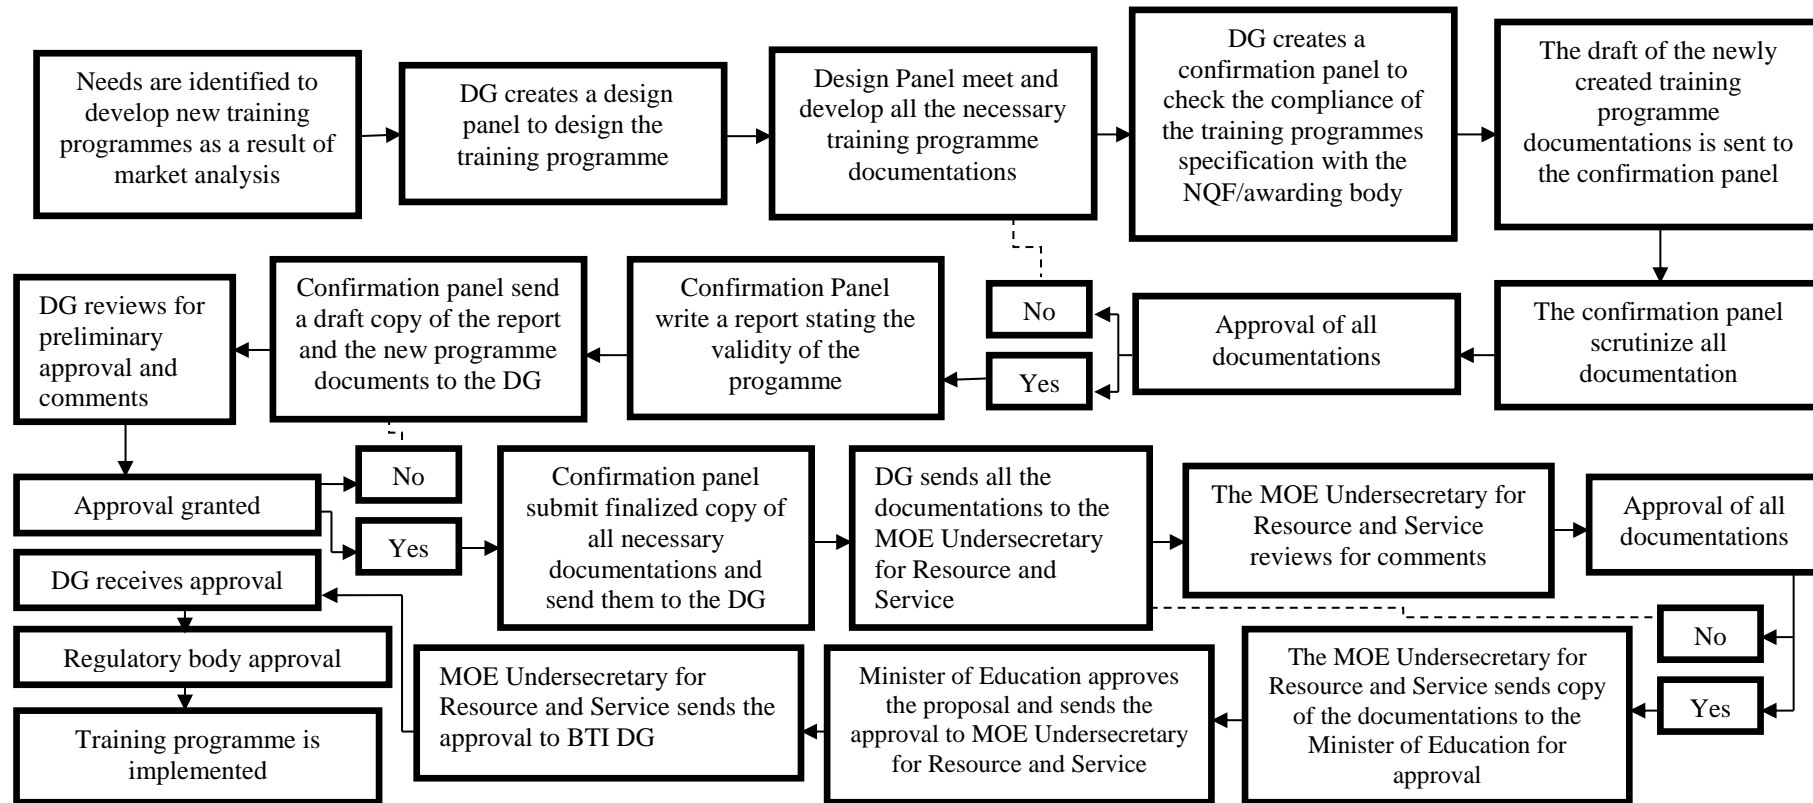 Needs are identified to
develop new training
programmes as a result of
market analysis
DG creates a design
panel to design the
training programme
Design Panel meet and
develop all the necessary
training programme
documentations
DG creates a
confirmation panel to
check the compliance of
the training programmes
specification with the
NQF/awarding body
The draft of the newly
created training
programme
documentations is sent to
the confirmation panel
DG reviews for
preliminary
approval and
comments
Confirmation panel send
a draft copy of the report
and the new programme
documents to the DG
Confirmation Panel
write a report stating the
validity of the
progamme
No
Yes
Approval of all
documentations
The confirmation panel
scrutinize all
documentation
Approval granted
No
Yes
Confirmation panel
submit finalized copy of
all necessary
documentations and
send them to the DG
DG sends all the
documentations to the
MOE Undersecretary
for Resource and
Service
The MOE Undersecretary for
Resource and Service
reviews for comments
Approval of all
documentations
DG receives approval
Regulatory body approval
Training programme is
implemented
MOE Undersecretary for
Resource and Service sends the
approval to BTI DG
Minister of Education approves
the proposal and sends the
approval to MOE Undersecretary
for Resource and Service
The MOE Undersecretary for
Resource and Service sends copy
of the documentations to the
Minister of Education for
approval
No
Yes